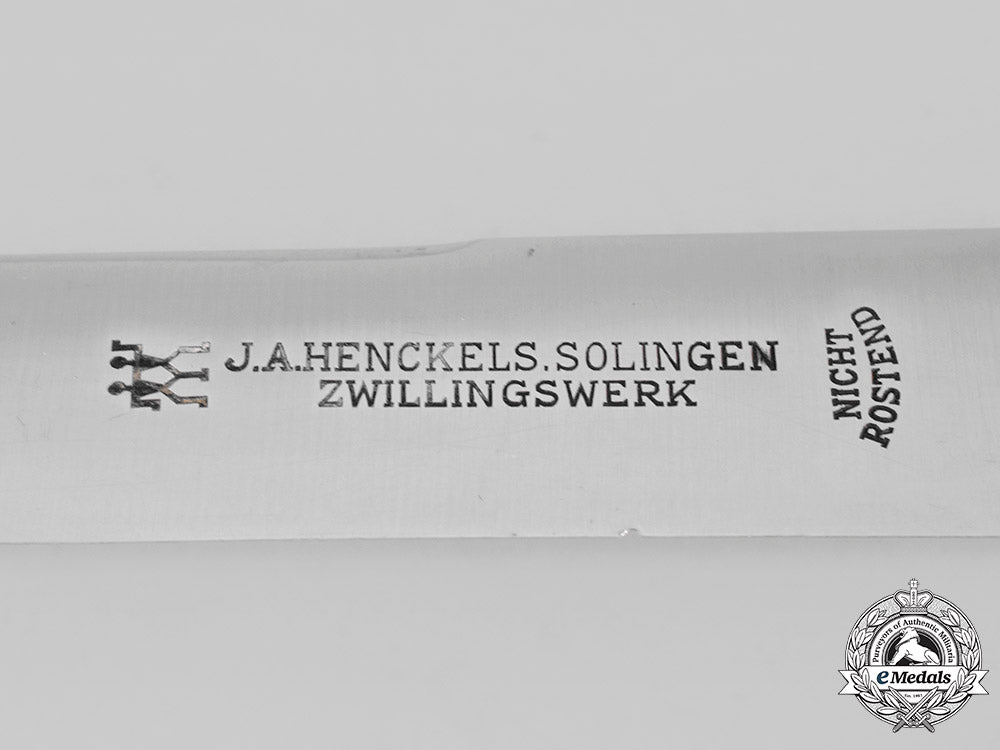 J.A.HENCKELS.SOLINGEN
ZWILLINGSWERK
NICHT
ROSTEND
Purveyors of Authentic Militaria
eMedals